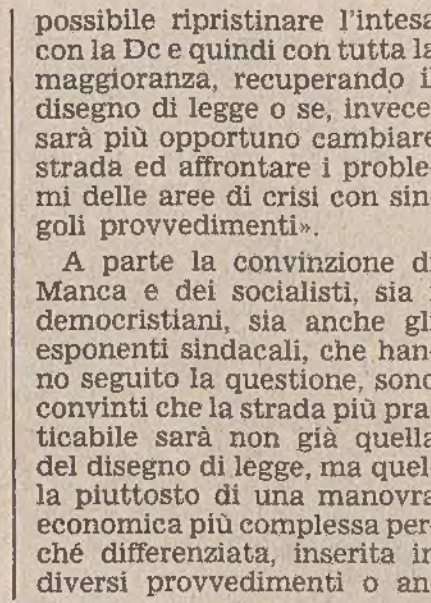 possibile ripristinare l'intesa
con la Dc e quindi con tutta la
maggioranza, recuperando il
disegno di legge o se, invece,
sarà più opportuno cambiare
strada ed affrontare i proble-
mi delle aree di crisi con sin-
goli provvedimenti».
A parte la convinzione di
Manca e dei socialisti, sia i
democristiani, sia anche gli
esponenti sindacali, che han-
no seguito la questione, sono
convinti che la strada più pra-
ticabile sarà non già quella
del disegno di legge, ma quel-
la piuttosto di una manovra
economica più complessa per-
ché differenziata, inserita in
diversi provvedimenti o an